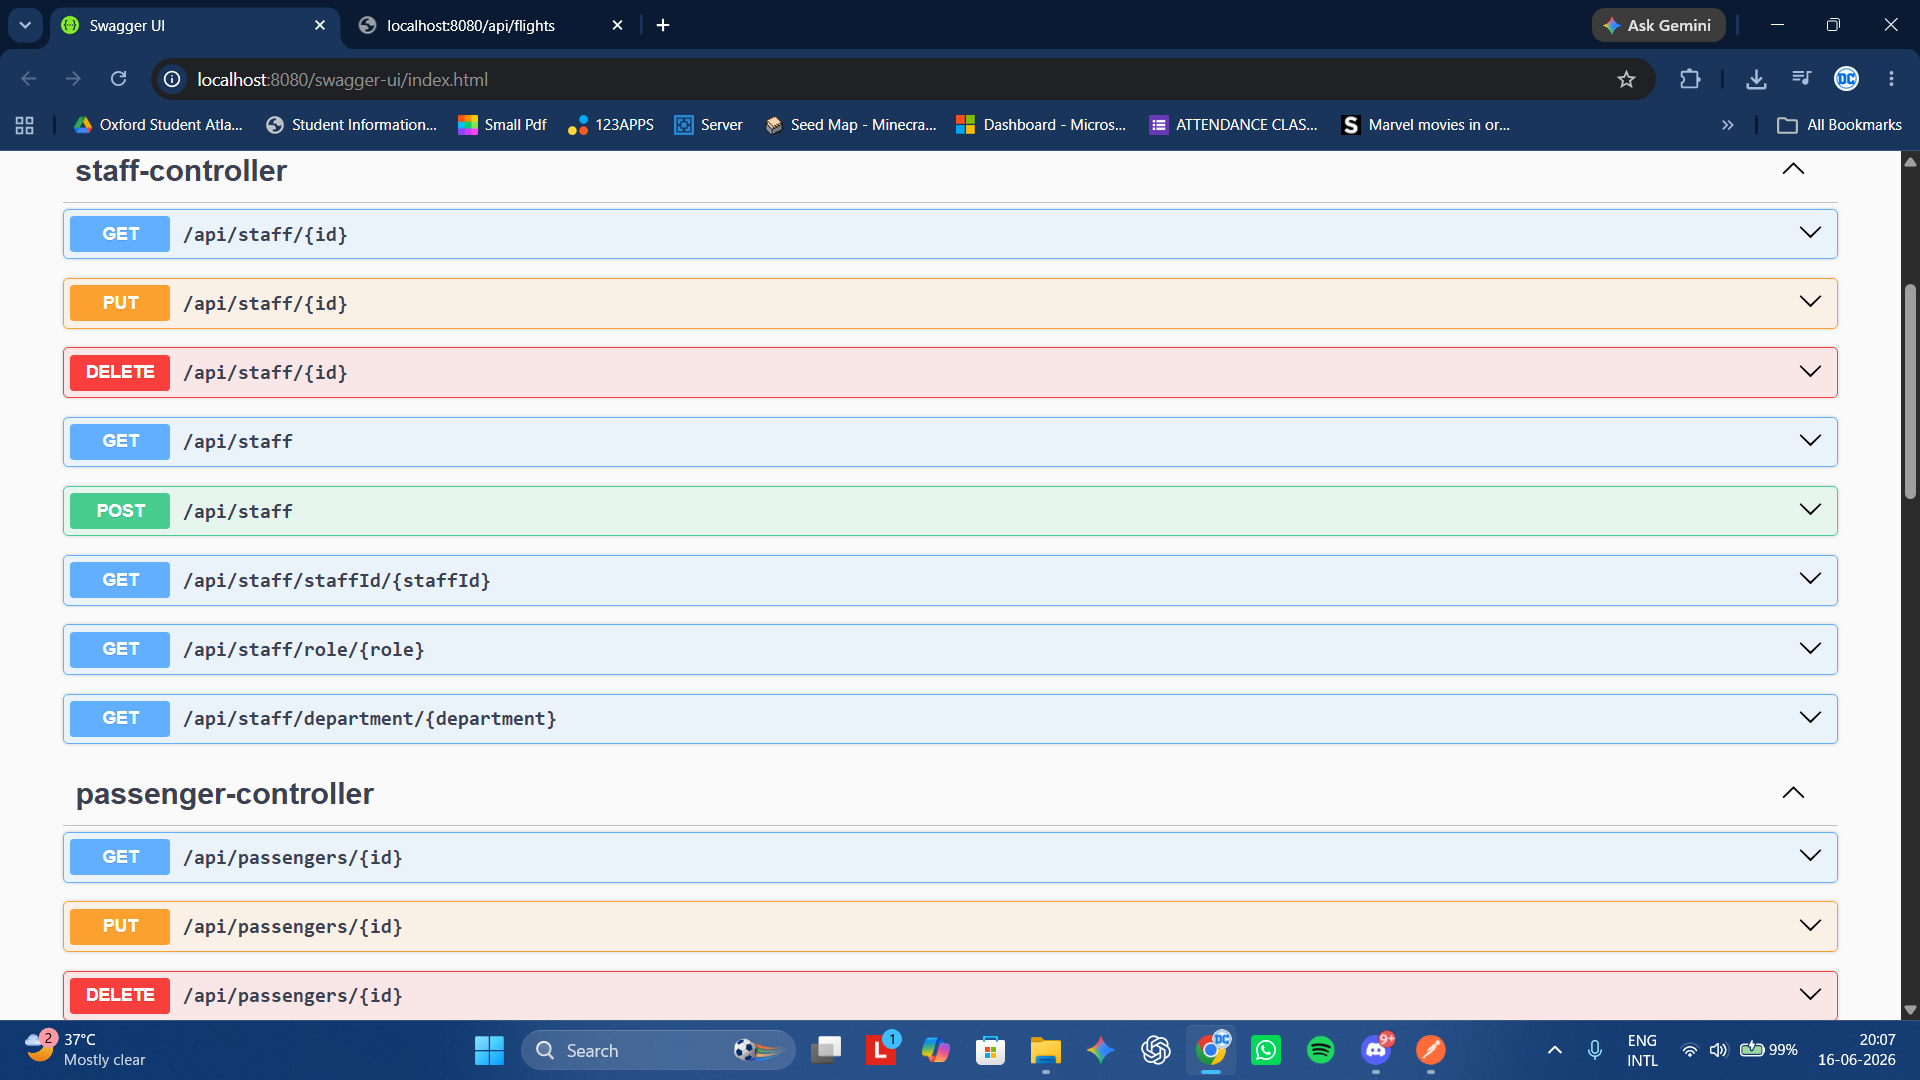 Swagger UI
localhost:8080/api/flights
Ask Gemini
localhost:8080/swagger-ui/index.html
DC
Oxford Student Atla...
Student Information...
Small Pdf
123APPS
Server
Seed Map - Minecra...
Dashboard - Micros...
ATTENDANCE CLAS...
S
Marvel movies in or...
All Bookmarks
staff-controller
GET /api/staff/{id}
PUT /api/staff/{id}
DELETE /api/staff/{id}
GET /api/staff
POST /api/staff
GET /api/staff/staffId/{staffId}
GET /api/staff/role/{role}
GET /api/staff/department/{department}
passenger-controller
GET /api/passengers/{id}
PUT /api/passengers/{id}
DELETE /api/passengers/{id}
2
37°C
Mostly clear
Search
L
1
DC
9+
ENG
INTL
99%
20:07
16-06-2026